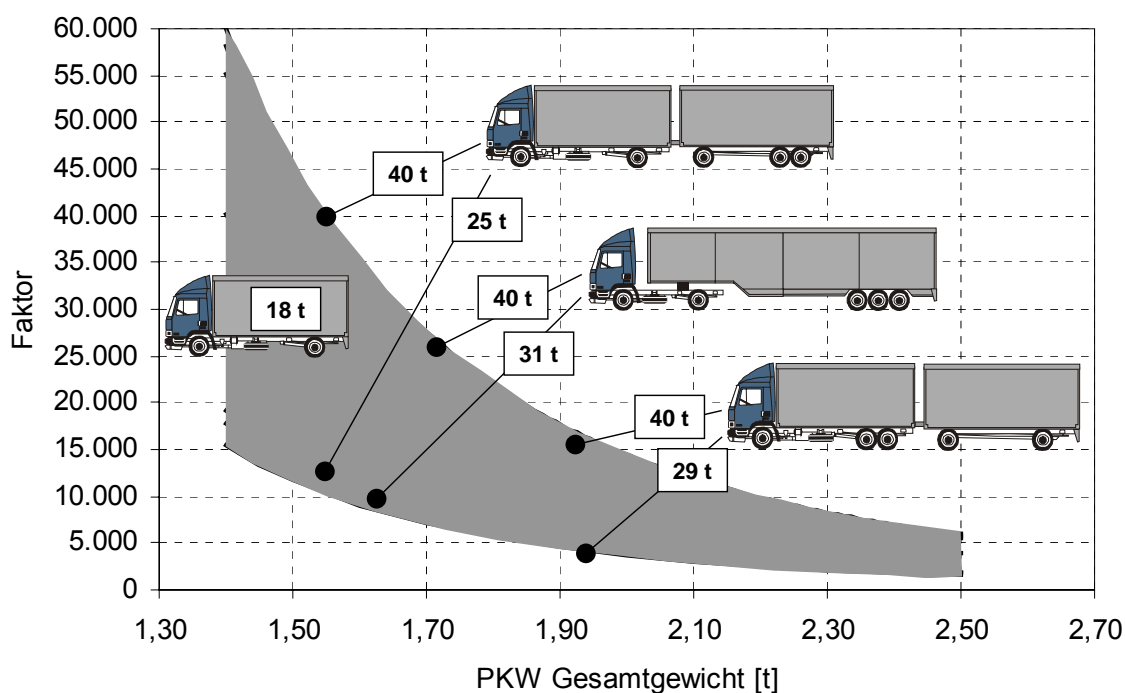 60.000
55.000
50.000
45.000
40.000
35.000
30.000
25.000
20.000
15.000
10.000
5.000
0
Faktor
40 t
25 t
18 t
40 t
31 t
40 t
29 t
1,30 1,50 1,70 1,90 2,10 2,30 2,50 2,70
PKW Gesamtgewicht [t]